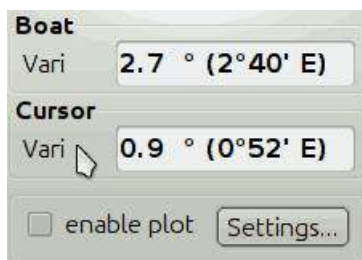 Boat
Vari 2.7 ° (2°40' E)
Cursor
Vari 0.9 ° (0°52' E)
enable plot Settings...